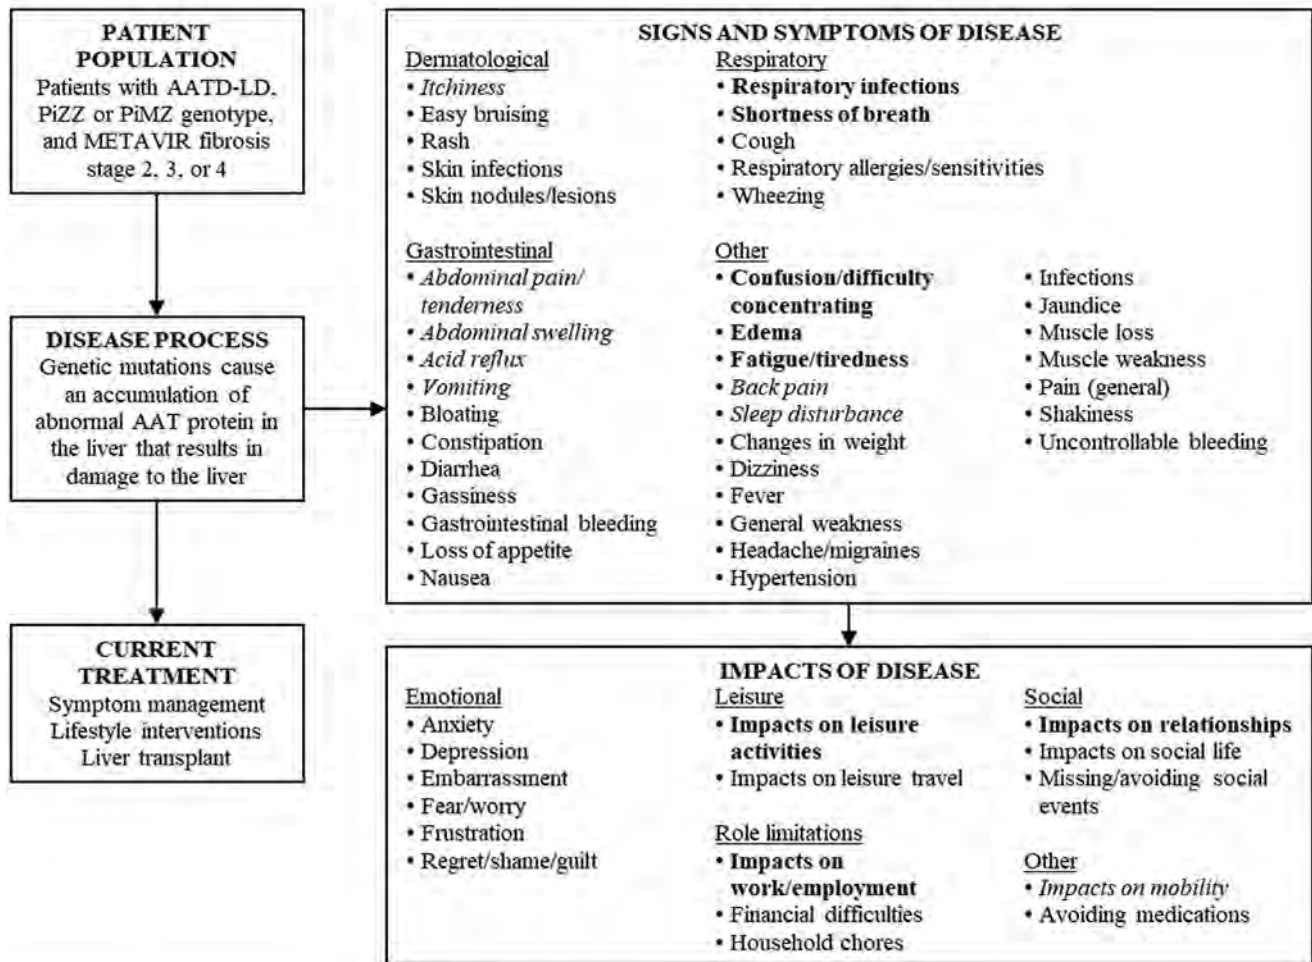 PATIENT
POPULATION
Patients with AATD-LD,
PiZZ or PiMZ genotype,
and METAVIR fibrosis
stage 2, 3, or 4
DISEASE PROCESS
Genetic mutations cause
an accumulation of
abnormal AAT protein in
the liver that results in
damage to the liver
CURRENT
TREATMENT
Symptom management
Lifestyle interventions
Liver transplant
SIGNS AND SYMPTOMS OF DISEASE
Dermatological
• Itchiness
• Easy bruising
• Rash
• Skin infections
• Skin nodules/lesions
Respiratory
• Respiratory infections
• Shortness of breath
• Cough
• Respiratory allergies/sensitivities
• Wheezing
Gastrointestinal
• Abdominal pain/
tenderness
• Abdominal swelling
• Acid reflux
• Vomiting
• Bloating
• Constipation
• Diarrhea
• Gassiness
• Gastrointestinal bleeding
• Loss of appetite
• Nausea
Other
• Confusion/difficulty
concentrating
• Edema
• Fatigue/tiredness
• Back pain
• Sleep disturbance
• Changes in weight
• Dizziness
• Fever
• General weakness
• Headache/migraines
• Hypertension
• Infections
• Jaundice
• Muscle loss
• Muscle weakness
• Pain (general)
• Shakiness
• Uncontrollable bleeding
IMPACTS OF DISEASE
Emotional
• Anxiety
• Depression
• Embarrassment
• Fear/worry
• Frustration
• Regret/shame/guilt
Leisure
• Impacts on leisure
activities
• Impacts on leisure travel
Role limitations
• Impacts on
work/employment
• Financial difficulties
• Household chores
Social
• Impacts on relationships
• Impacts on social life
• Missing/avoiding social
events
Other
• Impacts on mobility
• Avoiding medications